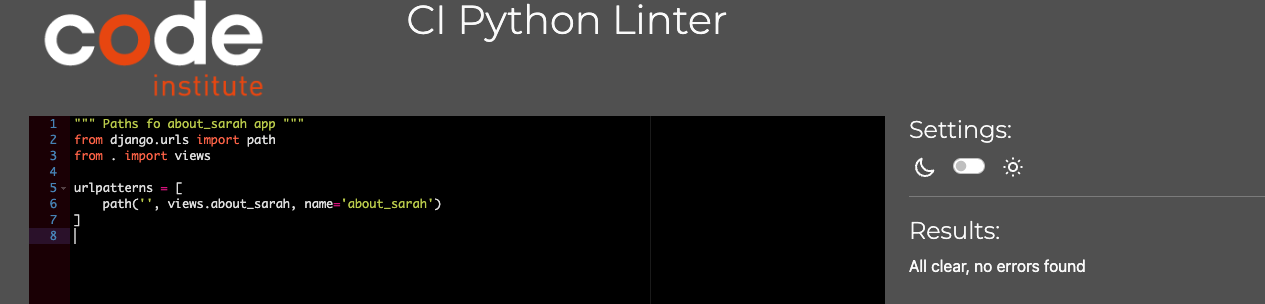 code
institute
CI Python Linter
1 """ Paths fo about_sarah app """
2 from django.urls import path
3 from . import views
4
5 urlpatterns = [
6     path('', views.about_sarah, name='about_sarah')
7 ]
8
Settings:
Results:
All clear, no errors found